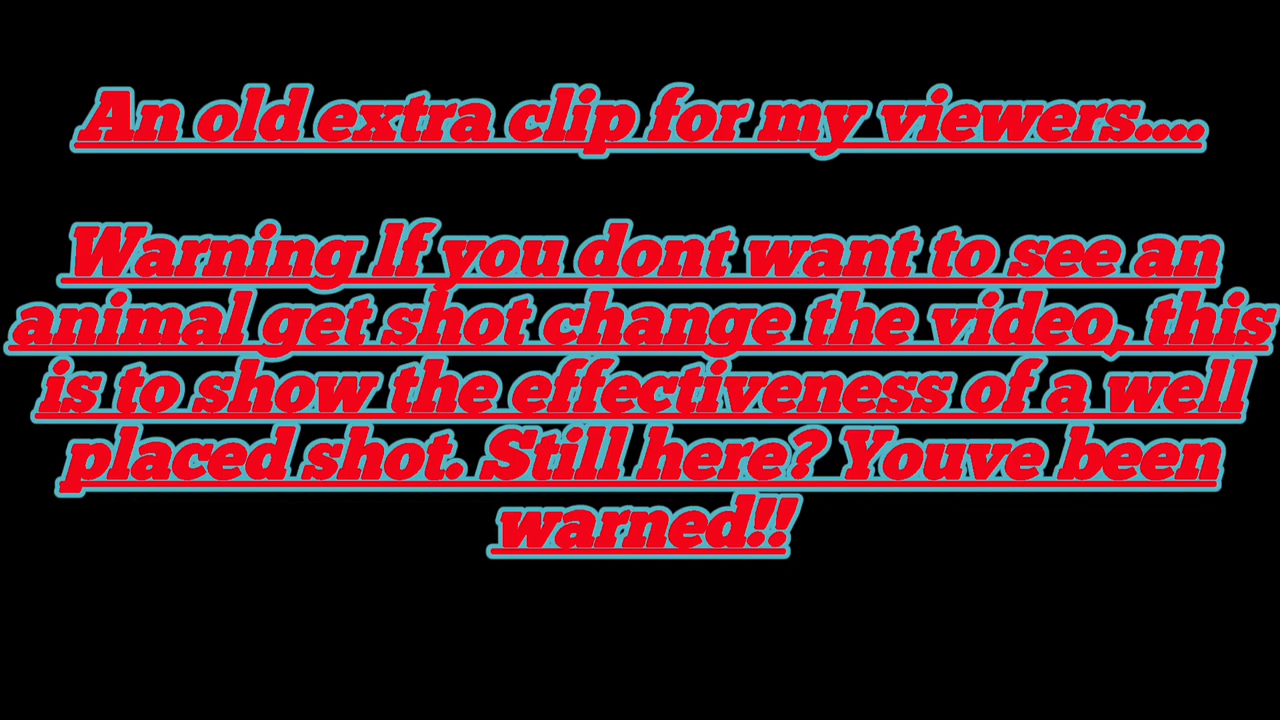 An old extra clip for my viewers....
Warning If you dont want to see an
animal get shot change the video, this
is to show the effectiveness of a well
placed shot. Still here? Youve been
warned!!